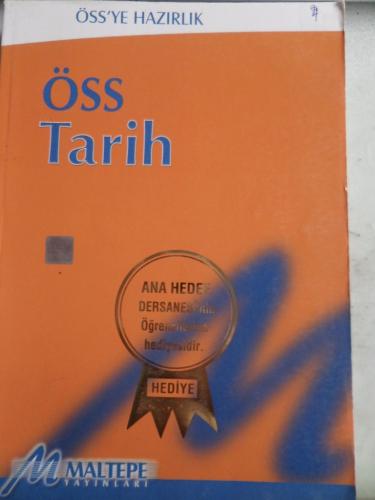 ÖSS'YE HAZIRLIK
ÖSS
Tarih
ANA HEDEF
DERSANESİ'nin
Öğrencilerine
hediyesidir.
HEDİYE
MALTEPE
YAYINLARI